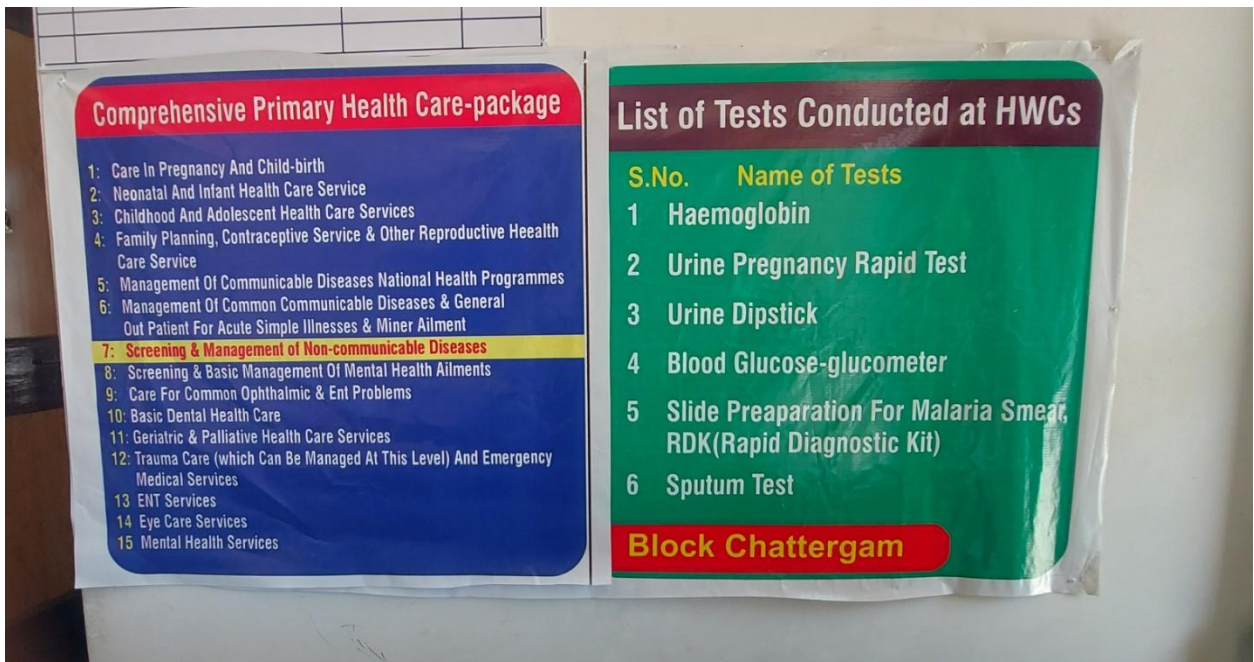 Comprehensive Primary Health Care-package
1: Care In Pregnancy And Child-birth
2: Neonatal And Infant Health Care Service
3: Childhood And Adolescent Health Care Services
4: Family Planning, Contraceptive Service & Other Reproductive Heealth
Care Service
5: Management Of Communicable Diseases National Health Programmes
6: Management Of Common Communicable Diseases & General
Out Patient For Acute Simple Illnesses & Miner Ailment
7: Screening & Management of Non-communicable Diseases
8: Screening & Basic Management Of Mental Health Ailments
9: Care For Common Ophthalmic & Ent Problems
10: Basic Dental Health Care
11: Geriatric & Palliative Health Care Services
12: Trauma Care (which Can Be Managed At This Level) And Emergency
Medical Services
13 ENT Services
14 Eye Care Services
15 Mental Health Services
List of Tests Conducted at HWCs
S.No. Name of Tests
1 Haemoglobin
2 Urine Pregnancy Rapid Test
3 Urine Dipstick
4 Blood Glucose-glucometer
5 Slide Preaparation For Malaria Smear,
RDK(Rapid Diagnostic Kit)
6 Sputum Test
Block Chattergam